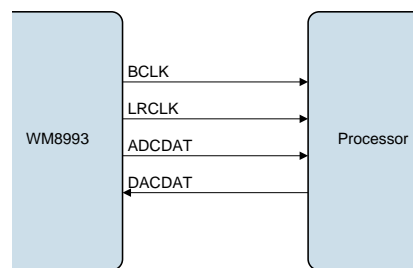 BCLK
LRCLK
WM8993
ADCDAT
Processor
DACDAT